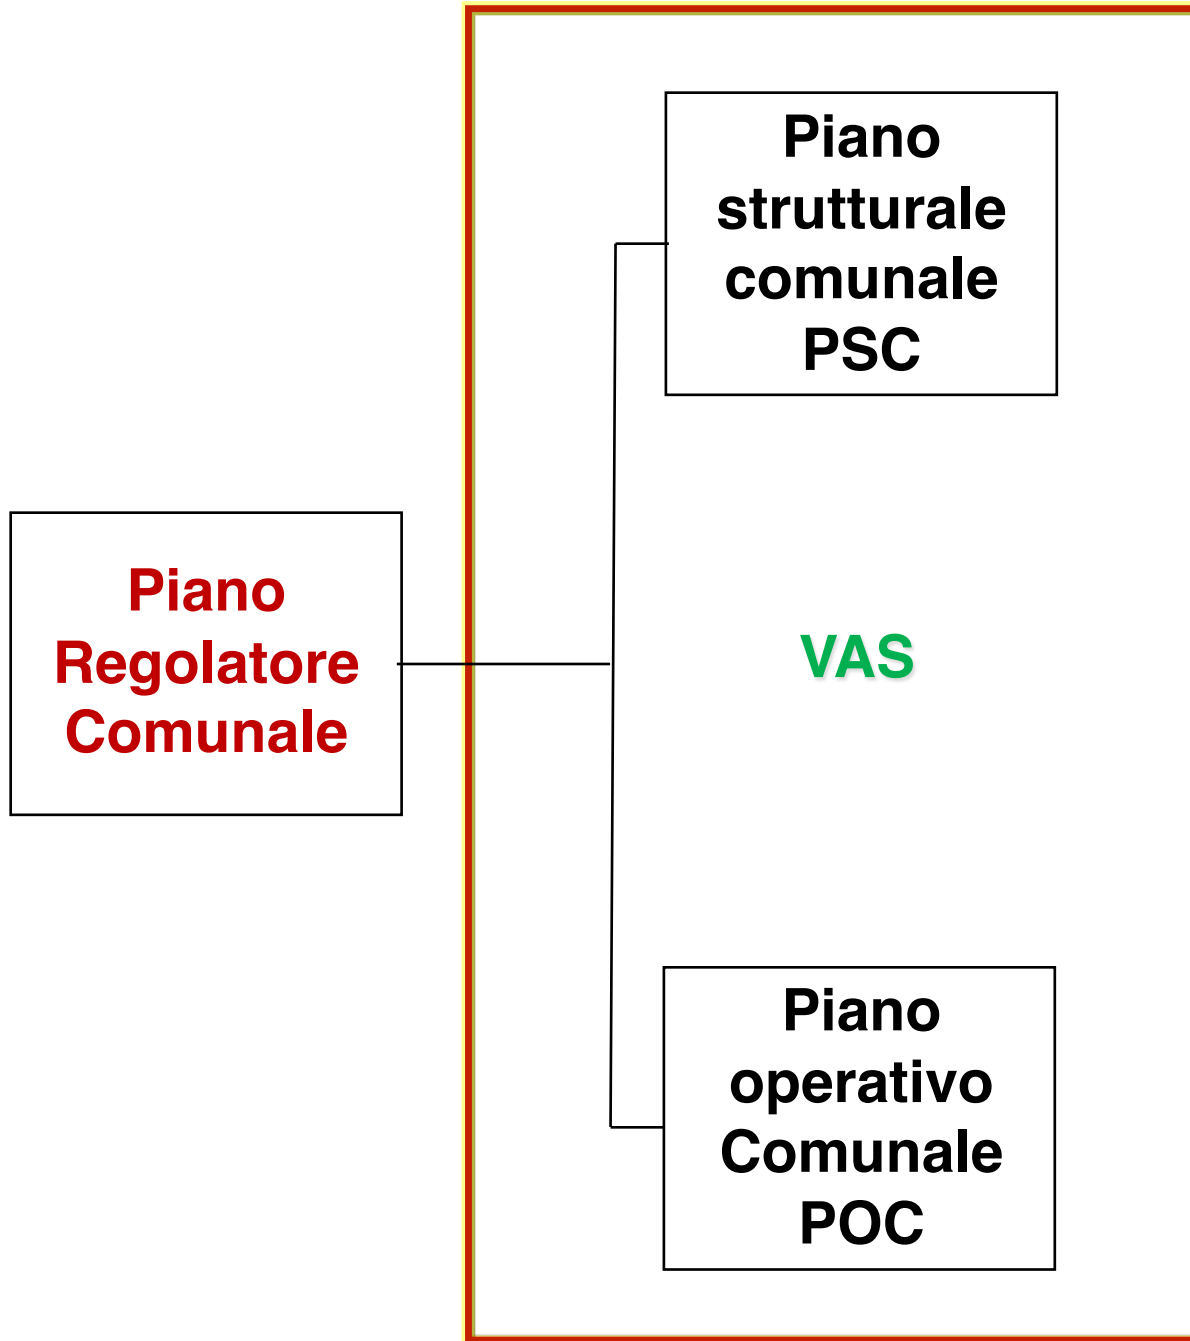 Piano
strutturale
comunale
PSC
Piano
Regolatore
Comunale
VAS
Piano
operativo
Comunale
POC